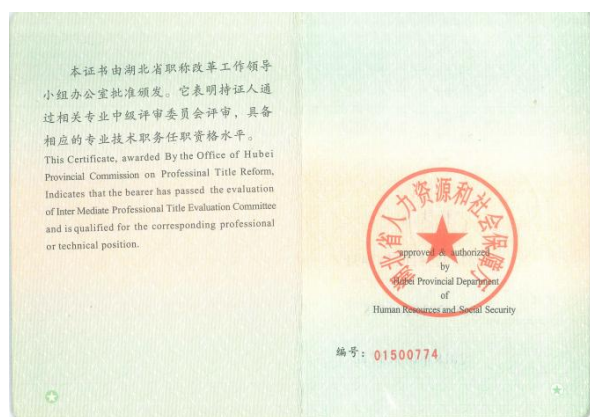 本证书由湖北省职称改革工作领导
小组办公室批准颁发。它表明持证人通
过相关专业中级评审委员会评审，具备
相应的专业技术职务任职资格水平。
This Certificate, awarded By the Office of Hubei
Provincial Commission on Professinal Title Reform,
Indicates that the bearer has passed the evaluation
of Inter Mediate Professional Title Evaluation Committee
and is qualified for the corresponding professional
or technical position.
湖北省人力资源和社会保障厅
approved & authorized
by
Hubei Provincial Department
of
Human Resources and Social Security
编号：01500774